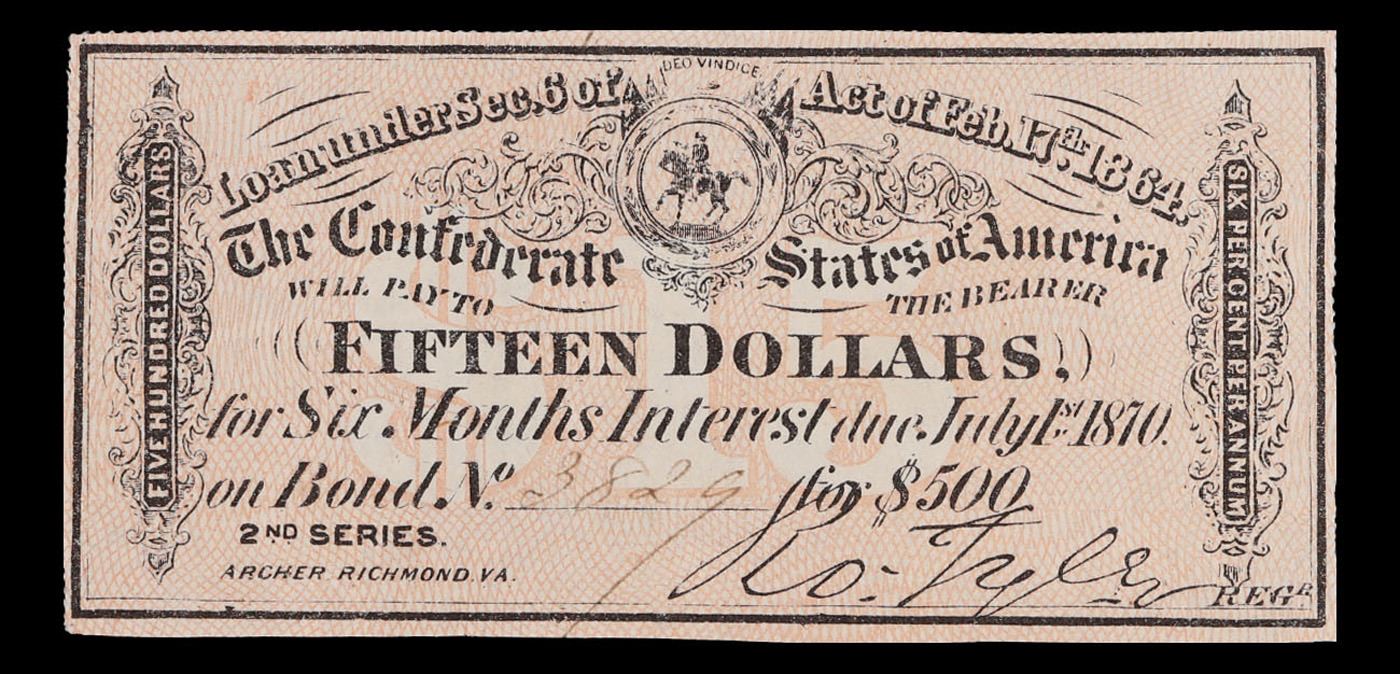 DEO VINDICE
Loan under Sec. 6 of Act of Feb. 17th 1864.
The Confederate States of America
WILL PAY TO THE BEARER
FIFTEEN DOLLARS,
for Six Months Interest due July 1st 1870.
on Bond No. 3829 for $500
2ND SERIES.
ARCHER RICHMOND. VA.
Ro. Tyler REGR.
FIVE HUNDRED DOLLARS
SIX PER CENT PER ANNUM
$15